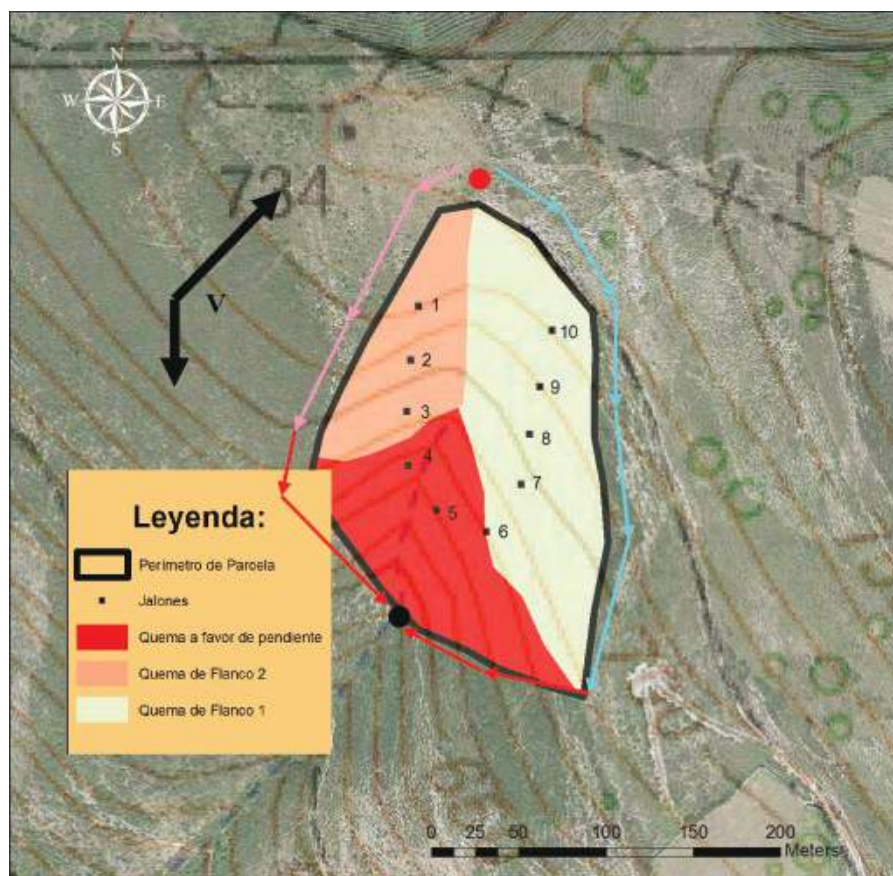 N
W E
S
734
V
1
2
3
4
5
6
7
8
9
10
Leyenda:
Perímetro de Parcela
Jalones
Quema a favor de pendiente
Quema de Flanco 2
Quema de Flanco 1
0 25 50 100 150 200
Meters